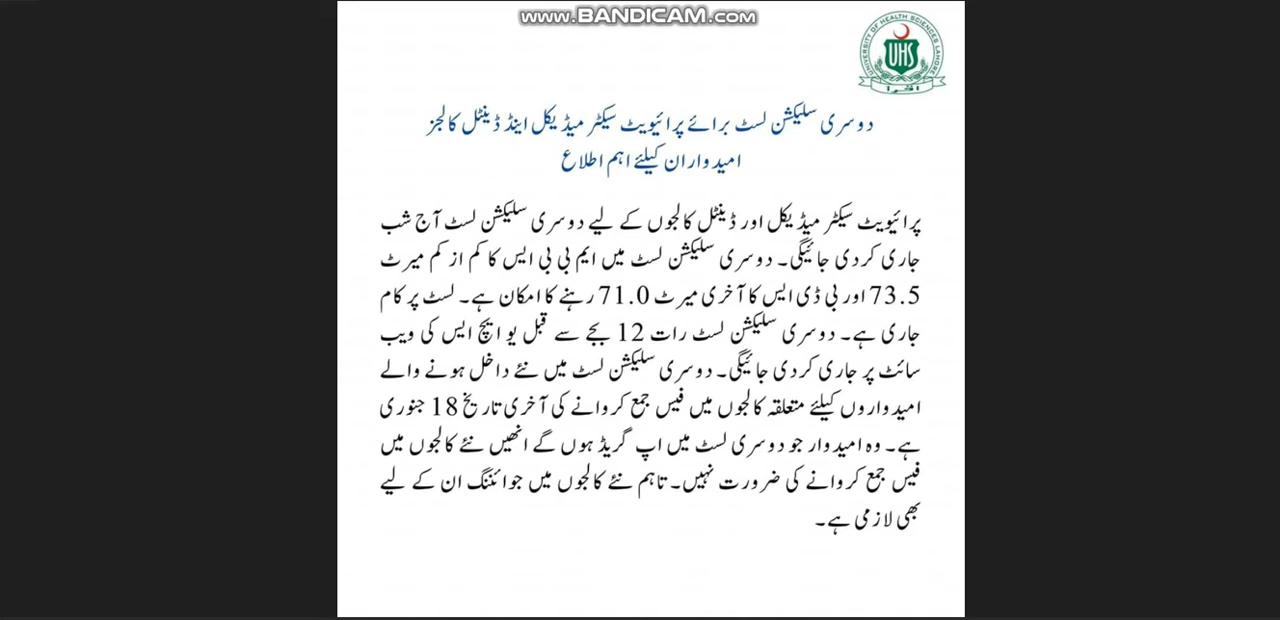 www.BANDICAM.com
UNIVERSITY OF HEALTH SCIENCES LAHORE
UHS
اقرا
دوسری سلیکشن لسٹ برائے پرائیویٹ سیکٹر میڈیکل اینڈ ڈینٹل کالجز
امیدواران کیلئے اہم اطلاع
پرائیویٹ سیکٹر میڈیکل اور ڈینٹل کالجوں کے لیے دوسری سلیکشن لسٹ آج شب
جاری کردی جائیگی۔ دوسری سلیکشن لسٹ میں ایم بی بی ایس کا کم از کم میرٹ
73.5 اور بی ڈی ایس کا آخری میرٹ 71.0 رہنے کا امکان ہے۔ لسٹ پر کام
جاری ہے۔ دوسری سلیکشن لسٹ رات 12 بجے سے قبل یو ایچ ایس کی ویب
سائٹ پر جاری کردی جائیگی۔ دوسری سلیکشن لسٹ میں نئے داخل ہونے والے
امیدواروں کیلئے متعلقہ کالجوں میں فیس جمع کروانے کی آخری تاریخ 18 جنوری
ہے۔ وہ امیدوار جو دوسری لسٹ میں اپ گریڈ ہوں گے انھیں نئے کالجوں میں
فیس جمع کروانے کی ضرورت نہیں۔ تاہم نئے کالجوں میں جوائننگ ان کے لیے
بھی لازمی ہے۔